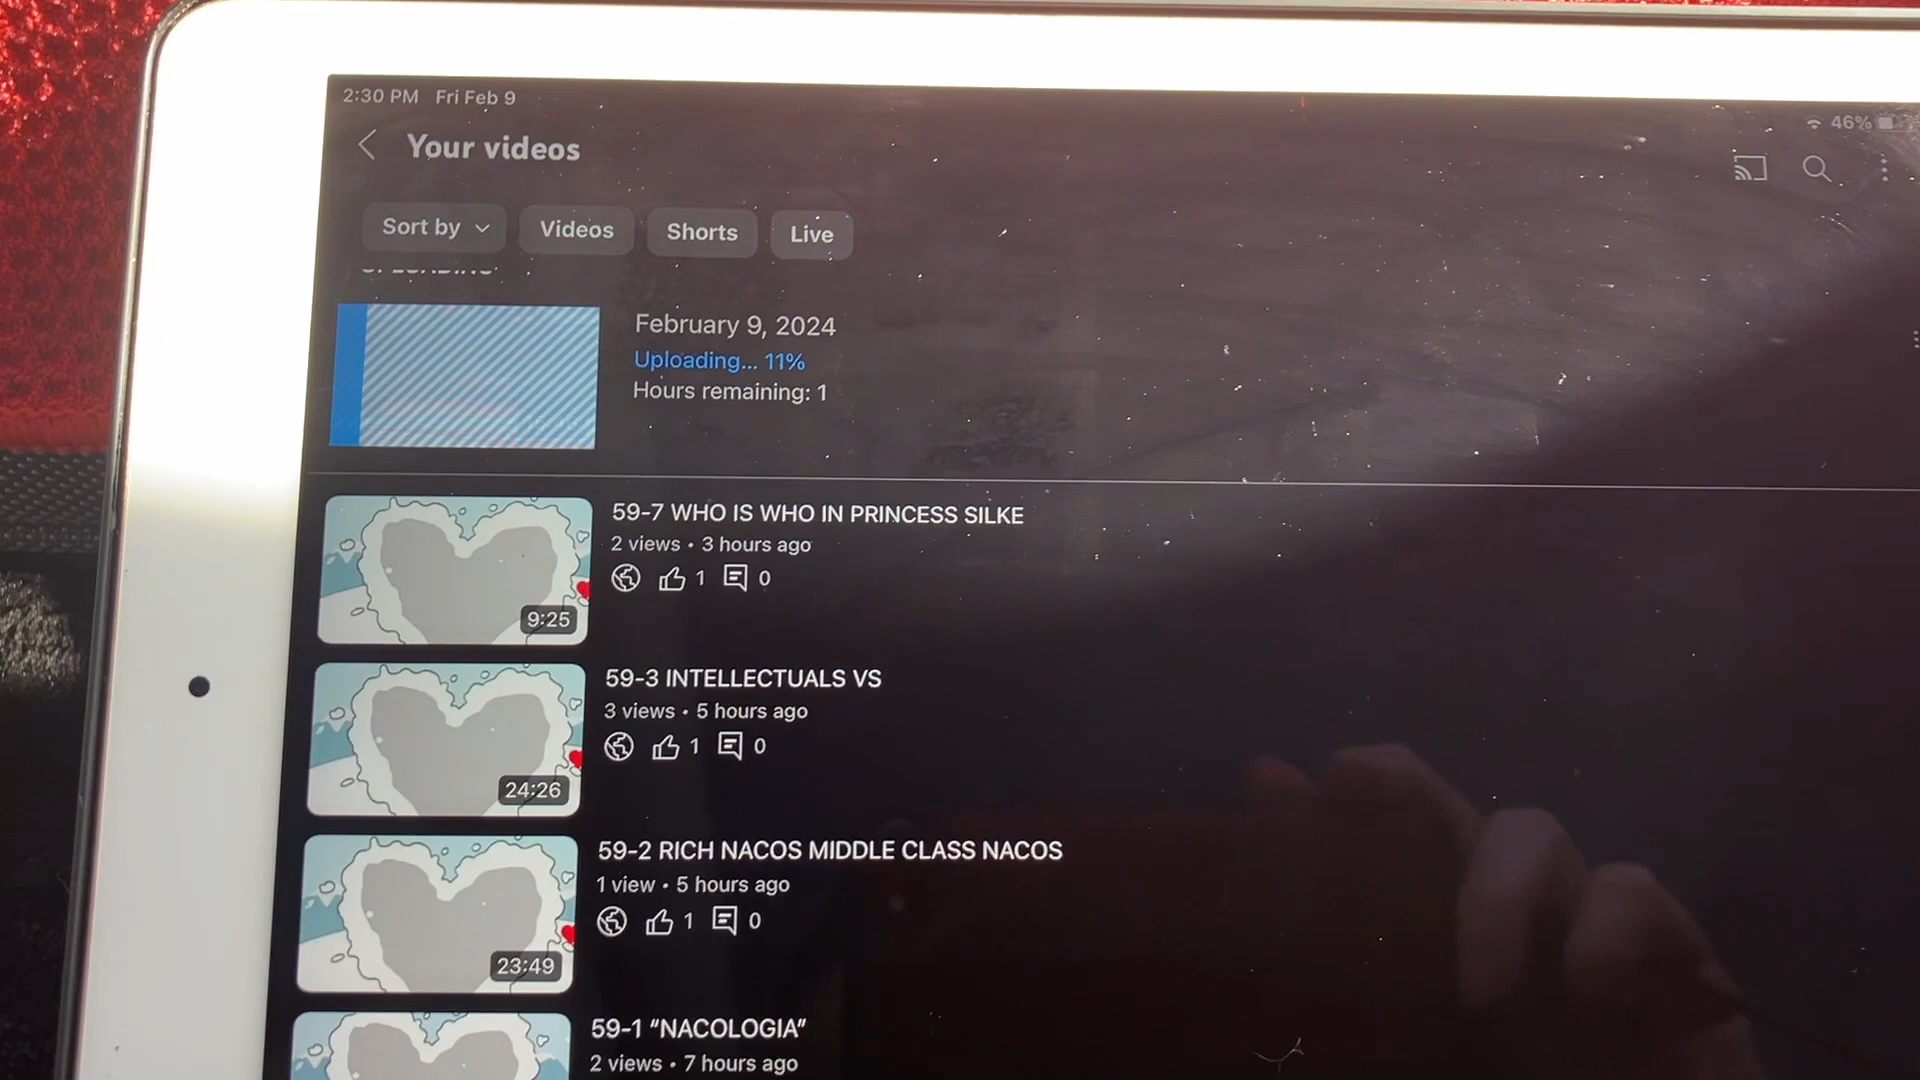 2:30 PM Fri Feb 9
46%
Your videos
Sort by
Videos
Shorts
Live
February 9, 2024
Uploading... 11%
Hours remaining: 1
59-7 WHO IS WHO IN PRINCESS SILKE
2 views • 3 hours ago
1 0
9:25
59-3 INTELLECTUALS VS
3 views • 5 hours ago
1 0
24:26
59-2 RICH NACOS MIDDLE CLASS NACOS
1 view • 5 hours ago
1 0
23:49
59-1 “NACOLOGIA”
2 views • 7 hours ago